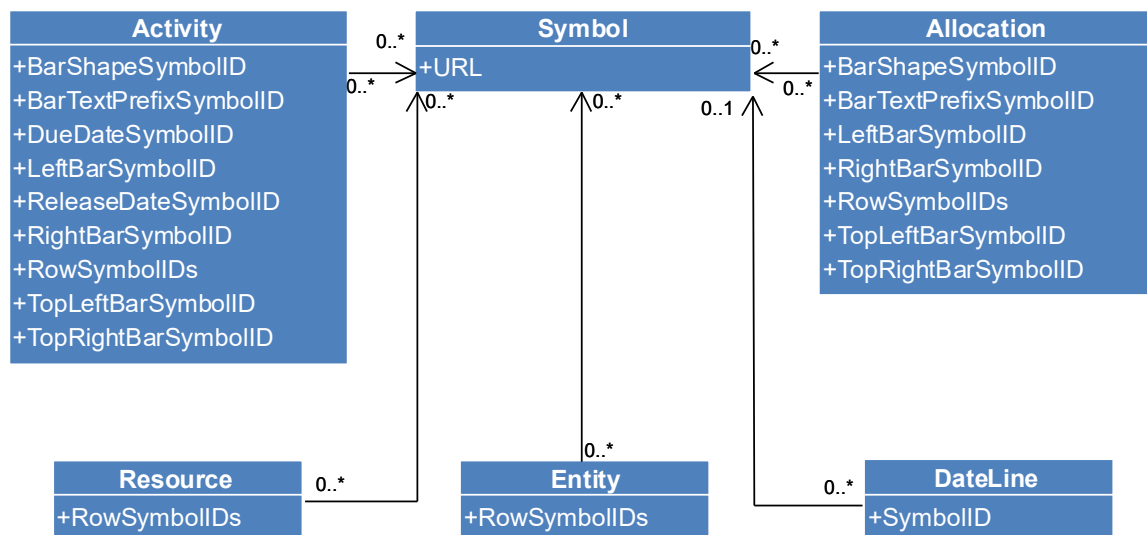 Activity
+BarShapeSymbolID
+BarTextPrefixSymbolID
+DueDateSymbolID
+LeftBarSymbolID
+ReleaseDateSymbolID
+RightBarSymbolID
+RowSymbolIDs
+TopLeftBarSymbolID
+TopRightBarSymbolID
0..*
0..*
Symbol
+URL
0..*
0..*
0..1
0..*
0..*
Allocation
+BarShapeSymbolID
+BarTextPrefixSymbolID
+LeftBarSymbolID
+RightBarSymbolID
+RowSymbolIDs
+TopLeftBarSymbolID
+TopRightBarSymbolID
Resource
+RowSymbolIDs
0..*
0..*
Entity
+RowSymbolIDs
0..*
DateLine
+SymbolID